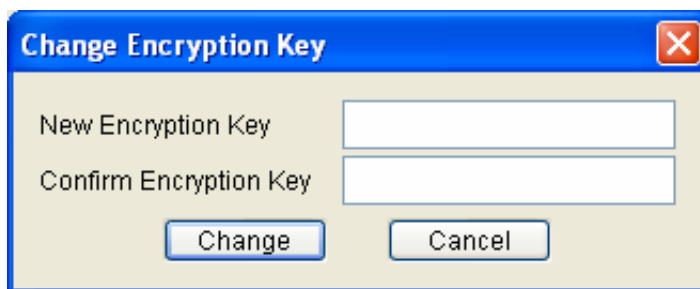 Change Encryption Key
New Encryption Key
Confirm Encryption Key
Change Cancel